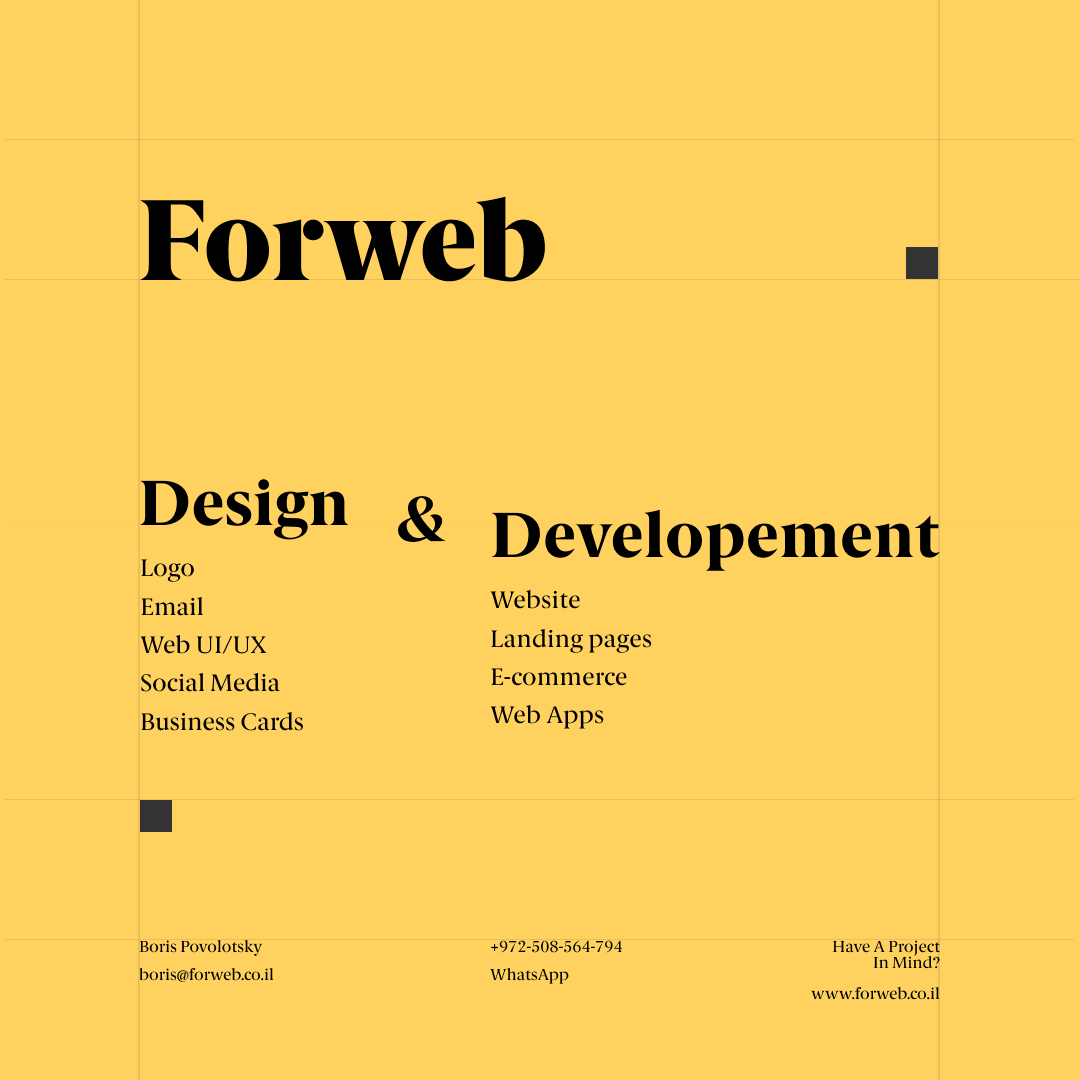 Forweb
Design
&
Developement
Logo
Email
Web UI/UX
Social Media
Business Cards
Website
Landing pages
E-commerce
Web Apps
Boris Povolotsky
boris@forweb.co.il
+972-508-564-794
WhatsApp
Have A Project
In Mind?
www.forweb.co.il